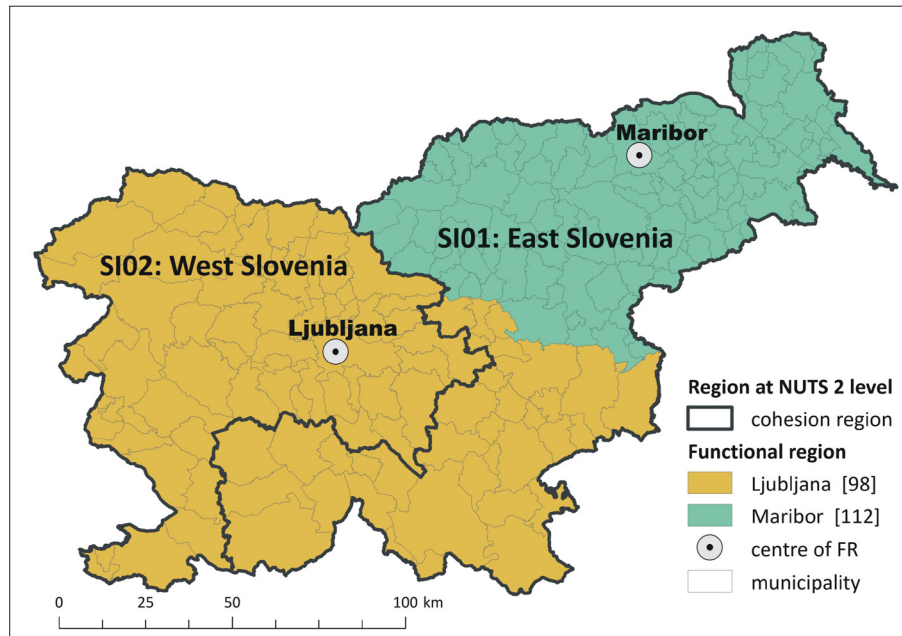 Maribor
SI01: East Slovenia
SI02: West Slovenia
Ljubljana
Region at NUTS 2 level
cohesion region
Functional region
Ljubljana [98]
Maribor [112]
centre of FR
municipality
0 25 50 100 km